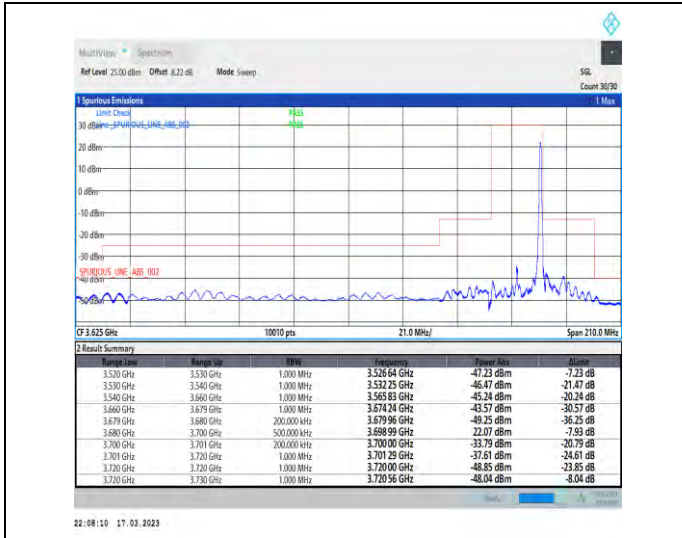 MultiView Spectrum
Ref Level 25.00 dBm Offset 8.22 dB Mode Sweep SGL
Count 30/30
1 Spurious Emissions 1 Max
Limit Check PASS
30 dBm Line _SPURIOUS_LINE_ABS_002 PASS
20 dBm
10 dBm
0 dBm
-10 dBm
-20 dBm
-30 dBm
SPURIOUS_LINE_ABS_002
-40 dBm
-50 dBm
CF 3.625 GHz 10010 pts 21.0 MHz/ Span 210.0 MHz
2 Result Summary
Range Low Range Up RBW Frequency Power Abs ΔLimit
3.520 GHz 3.530 GHz 1.000 MHz 3.526 64 GHz -47.23 dBm -7.23 dB
3.530 GHz 3.540 GHz 1.000 MHz 3.532 25 GHz -46.47 dBm -21.47 dB
3.540 GHz 3.660 GHz 1.000 MHz 3.565 83 GHz -45.24 dBm -20.24 dB
3.660 GHz 3.679 GHz 1.000 MHz 3.674 24 GHz -43.57 dBm -30.57 dB
3.679 GHz 3.680 GHz 200.000 kHz 3.679 96 GHz -49.25 dBm -36.25 dB
3.680 GHz 3.700 GHz 500.000 kHz 3.698 99 GHz 22.07 dBm -7.93 dB
3.700 GHz 3.701 GHz 200.000 kHz 3.700 00 GHz -33.79 dBm -20.79 dB
3.701 GHz 3.720 GHz 1.000 MHz 3.701 29 GHz -37.61 dBm -24.61 dB
3.720 GHz 3.720 GHz 1.000 MHz 3.720 00 GHz -48.85 dBm -23.85 dB
3.720 GHz 3.730 GHz 1.000 MHz 3.720 56 GHz -48.04 dBm -8.04 dB
22:08:10 17.03.2023